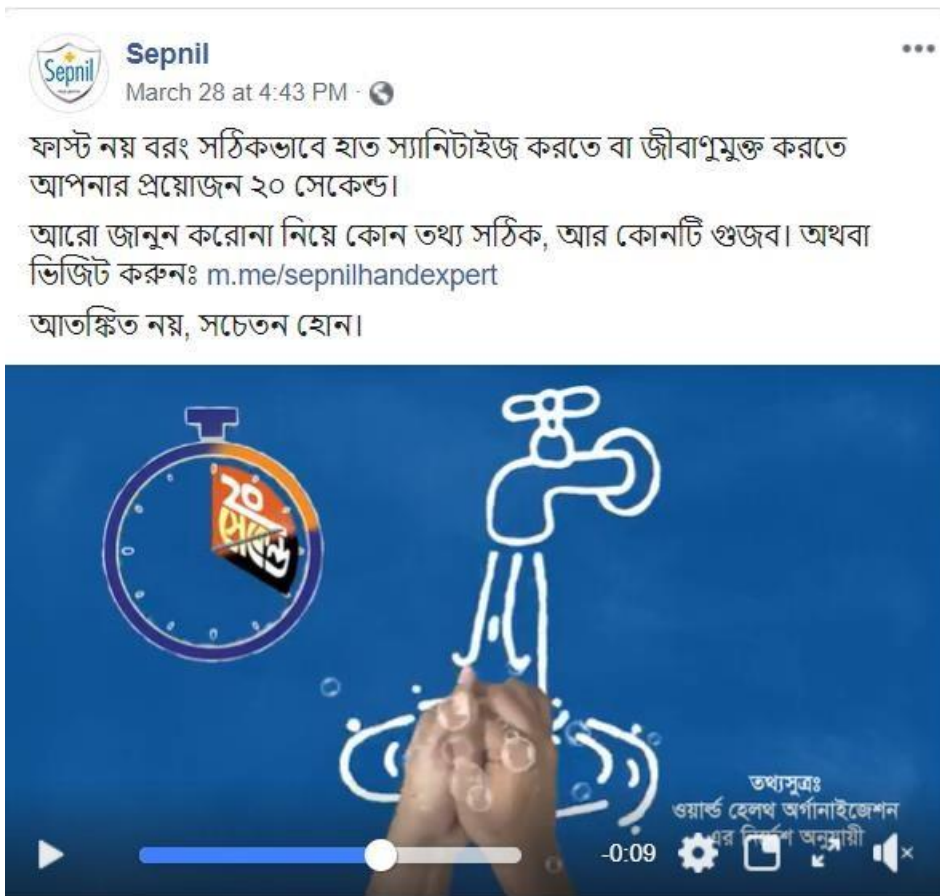 Sepnil
Sepnil
March 28 at 4:43 PM ·
ফাস্ট নয় বরং সঠিকভাবে হাত স্যানিটাইজ করতে বা জীবাণুমুক্ত করতে
আপনার প্রয়োজন ২০ সেকেন্ড।
আরো জানুন করোনা নিয়ে কোন তথ্য সঠিক, আর কোনটি গুজব। অথবা
ভিজিট করুনঃ m.me/sepnilhandexpert
আতঙ্কিত নয়, সচেতন হোন।
২০
সেকেন্ড
তথ্যসুত্রঃ
ওয়ার্ল্ড হেলথ অর্গানাইজেশন
এর নির্দেশ অনুযায়ী
-0:09